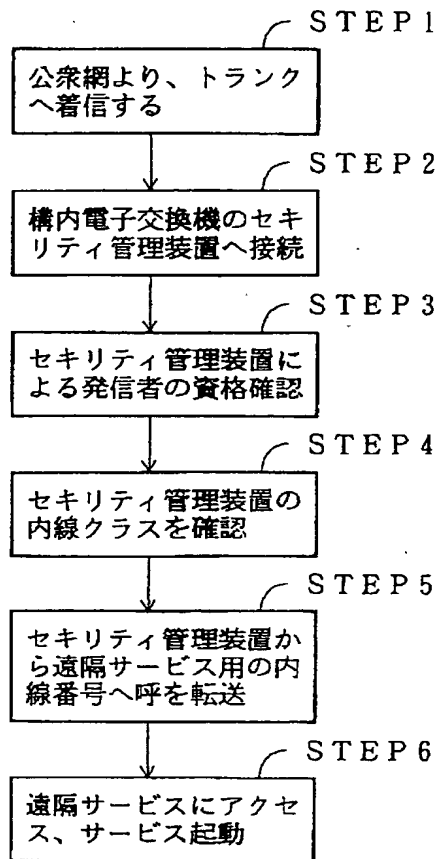 STEP1
公衆網より、トランク
へ着信する
STEP2
構内電子交換機のセキ
リティ管理装置へ接続
STEP3
セキリティ管理装置に
よる発信者の資格確認
STEP4
セキリティ管理装置の
内線クラスを確認
STEP5
セキリティ管理装置か
ら遠隔サービス用の内
線番号へ呼を転送
STEP6
遠隔サービスにアクセ
ス、サービス起動